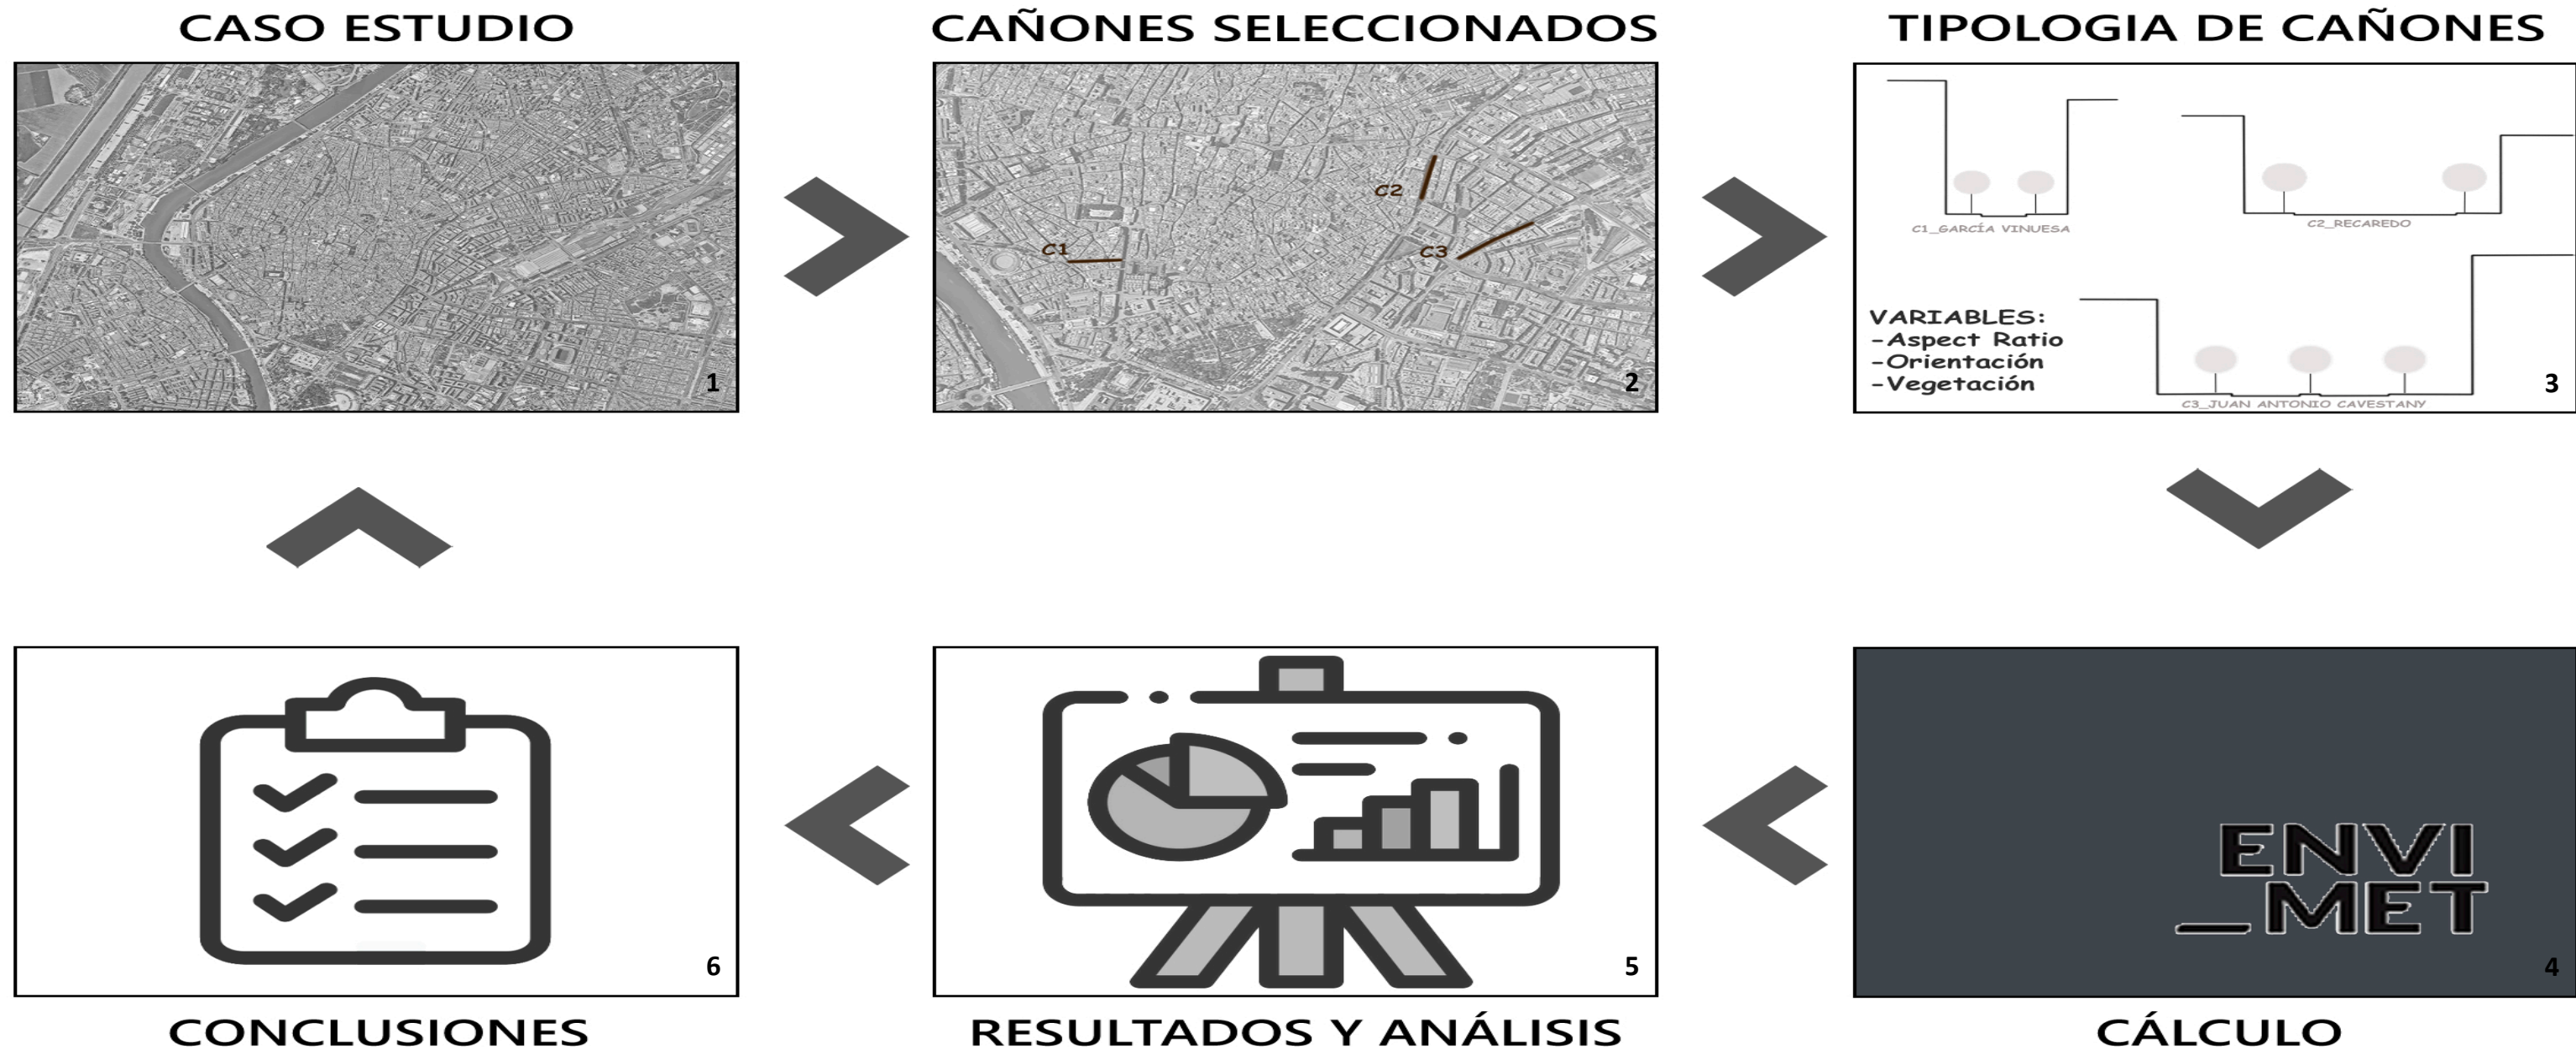 CASO ESTUDIO
CAÑONES SELECCIONADOS
TIPOLOGIA DE CAÑONES
1
C1
C2
C3
2
C1_GARCÍA VINUESA
C2_RECAREDO
VARIABLES:
-Aspect Ratio
-Orientación
-Vegetación
C3_JUAN ANTONIO CAVESTANY
3
ENVI
_MET
4
5
6
CONCLUSIONES
RESULTADOS Y ANÁLISIS
CÁLCULO